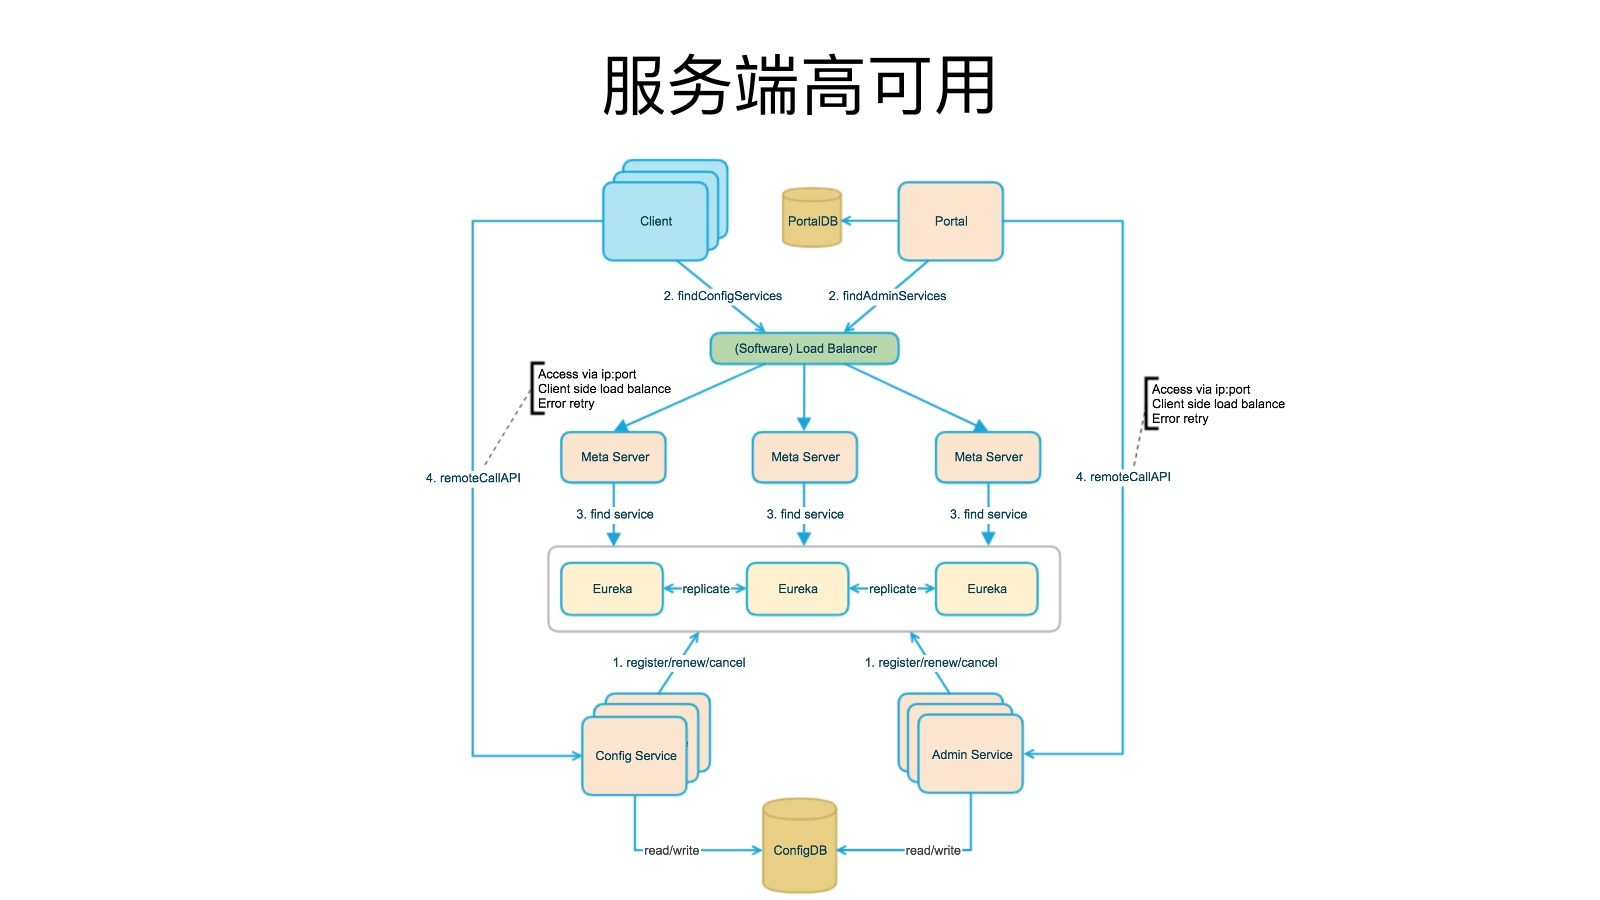 服务端高可用
Client
PortalDB
Portal
2. findConfigServices
2. findAdminServices
(Software) Load Balancer
Access via ip:port
Client side load balance
Error retry
Access via ip:port
Client side load balance
Error retry
Meta Server
Meta Server
Meta Server
4. remoteCallAPI
4. remoteCallAPI
3. find service
3. find service
3. find service
Eureka
replicate
Eureka
replicate
Eureka
1. register/renew/cancel
1. register/renew/cancel
Config Service
Admin Service
read/write
ConfigDB
read/write